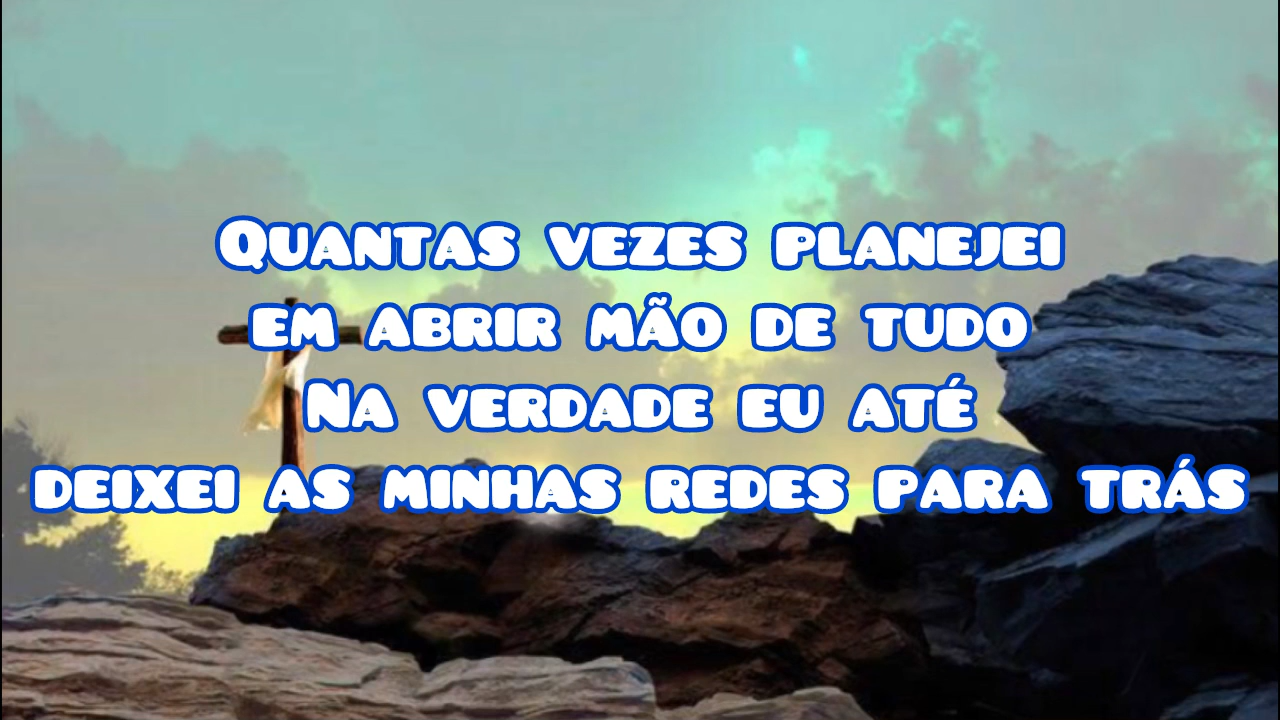 Quantas vezes planejei
em abrir mão de tudo
Na verdade eu até
deixei as minhas redes para trás